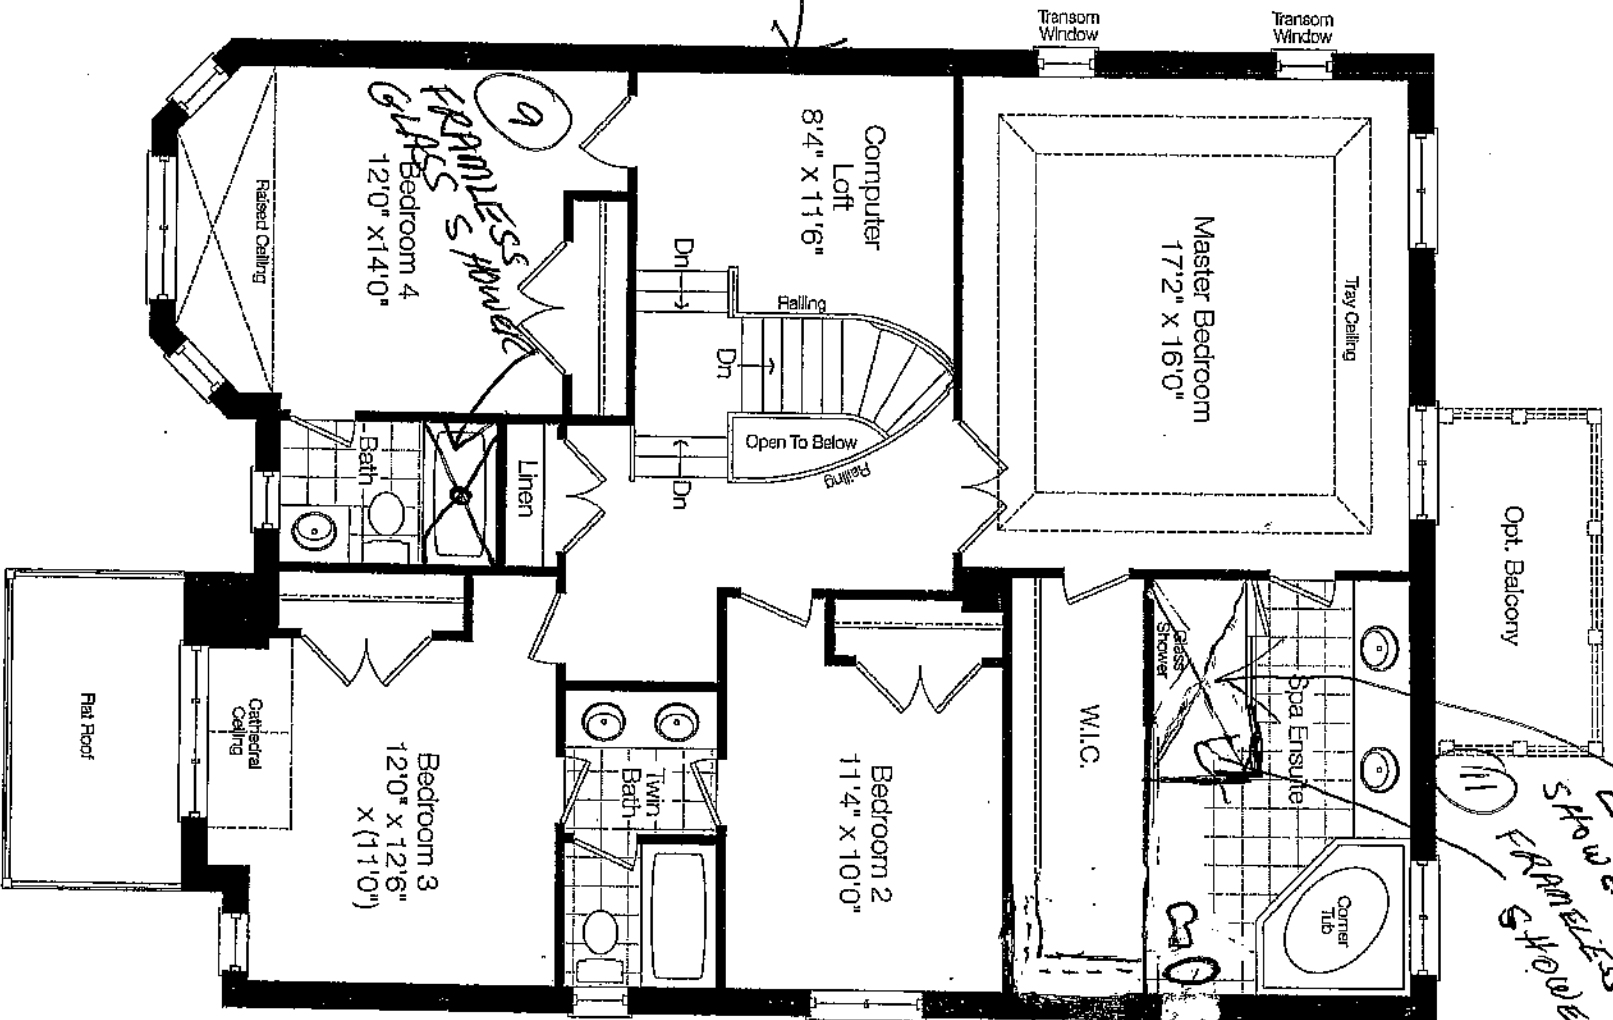 Transom
Window
Transom
Window
9
FRAMLESS
GLASS SHOWER
Bedroom 4
12'0" x14'0"
Raised Ceiling
Computer
Loft
8'4" x 11'6"
Master Bedroom
17'2" x 16'0"
Tray Ceiling
Dn
Railing
Dn
Open To Below
Railing
Dn
Linen
Bath
Opt. Balcony
Glass
Shower
Spa Ensuite
W.I.C.
Corner
Tub
11
FRAMELESS
SHOWE
Flat Roof
Cathedral
Ceiling
Bedroom 3
12'0" x 12'6"
x (11'0")
Twin
Bath
Bedroom 2
11'4" x 10'0"